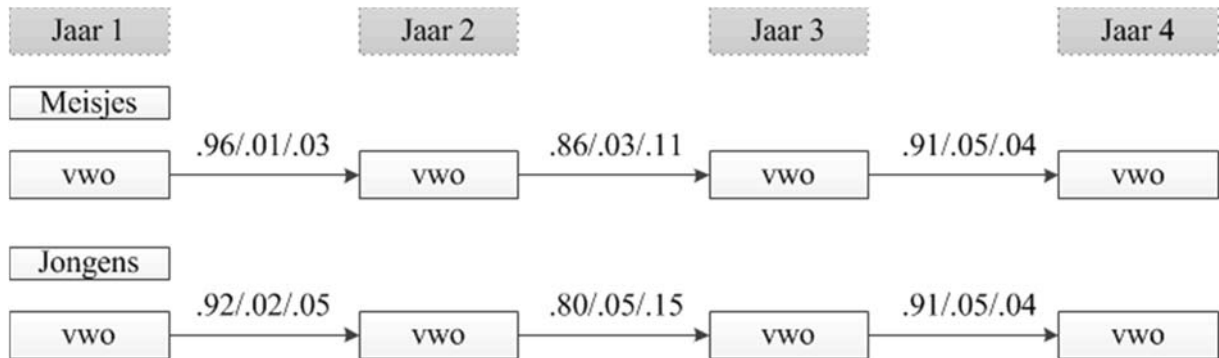 Jaar 1 Jaar 2 Jaar 3 Jaar 4
Meisjes
.96/.01/.03 .86/.03/.11 .91/.05/.04
vwo vwo vwo vwo
Jongens
.92/.02/.05 .80/.05/.15 .91/.05/.04
vwo vwo vwo vwo